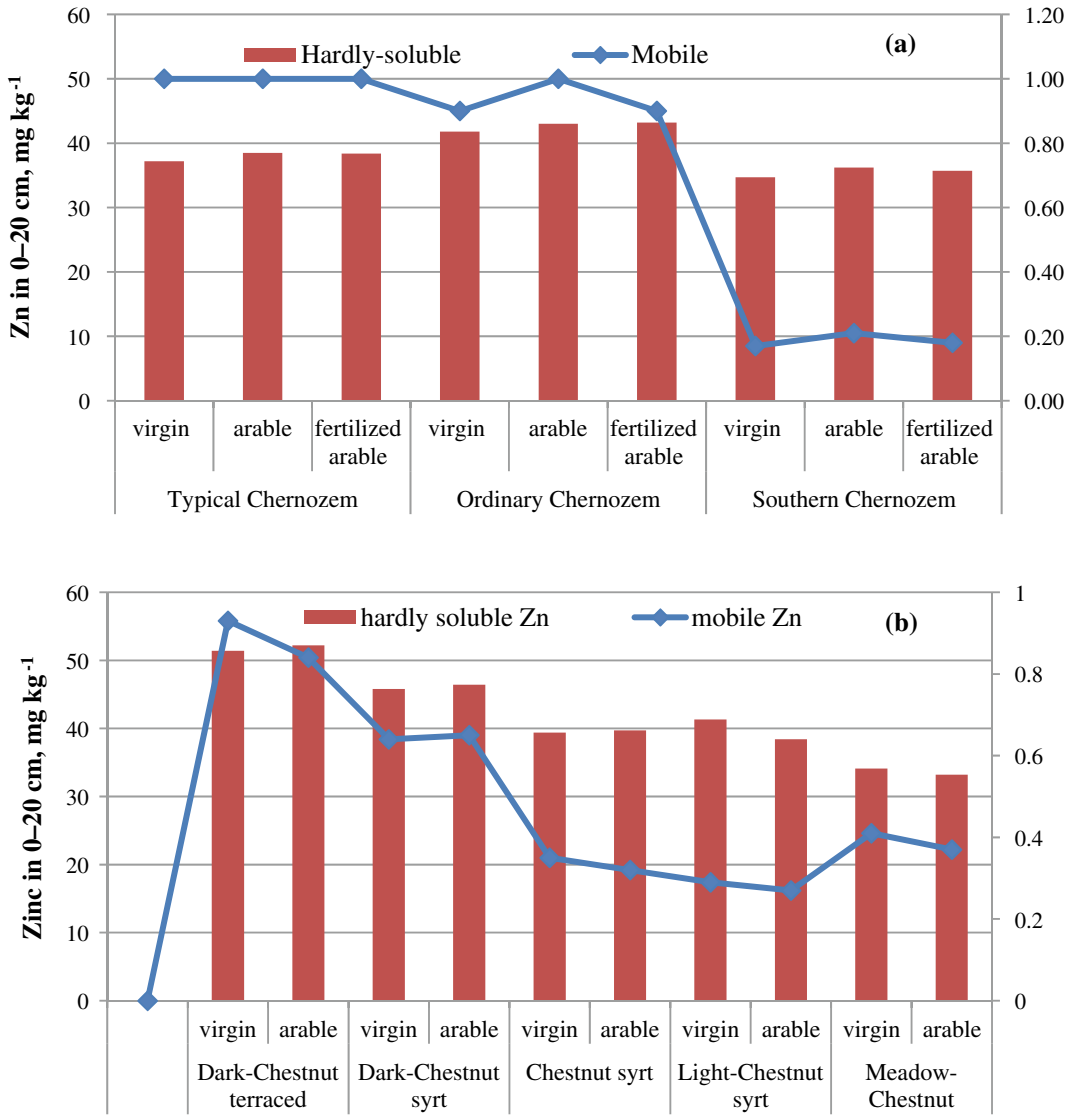 60
50
40
30
20
10
0
Zn in 0–20 cm, mg kg-1
Hardly-soluble
Mobile
(a)
1.20
1.00
0.80
0.60
0.40
0.20
0.00
virgin arable fertilized arable virgin arable fertilized arable virgin arable fertilized arable
Typical Chernozem Ordinary Chernozem Southern Chernozem
60
50
40
30
20
10
0
Zinc in 0–20 cm, mg kg-1
hardly soluble Zn
mobile Zn
(b)
1
0.8
0.6
0.4
0.2
0
virgin arable virgin arable virgin arable virgin arable virgin arable
Dark-Chestnut
terraced
Dark-Chestnut
syrt
Chestnut syrt
Light-Chestnut
syrt
Meadow-
Chestnut